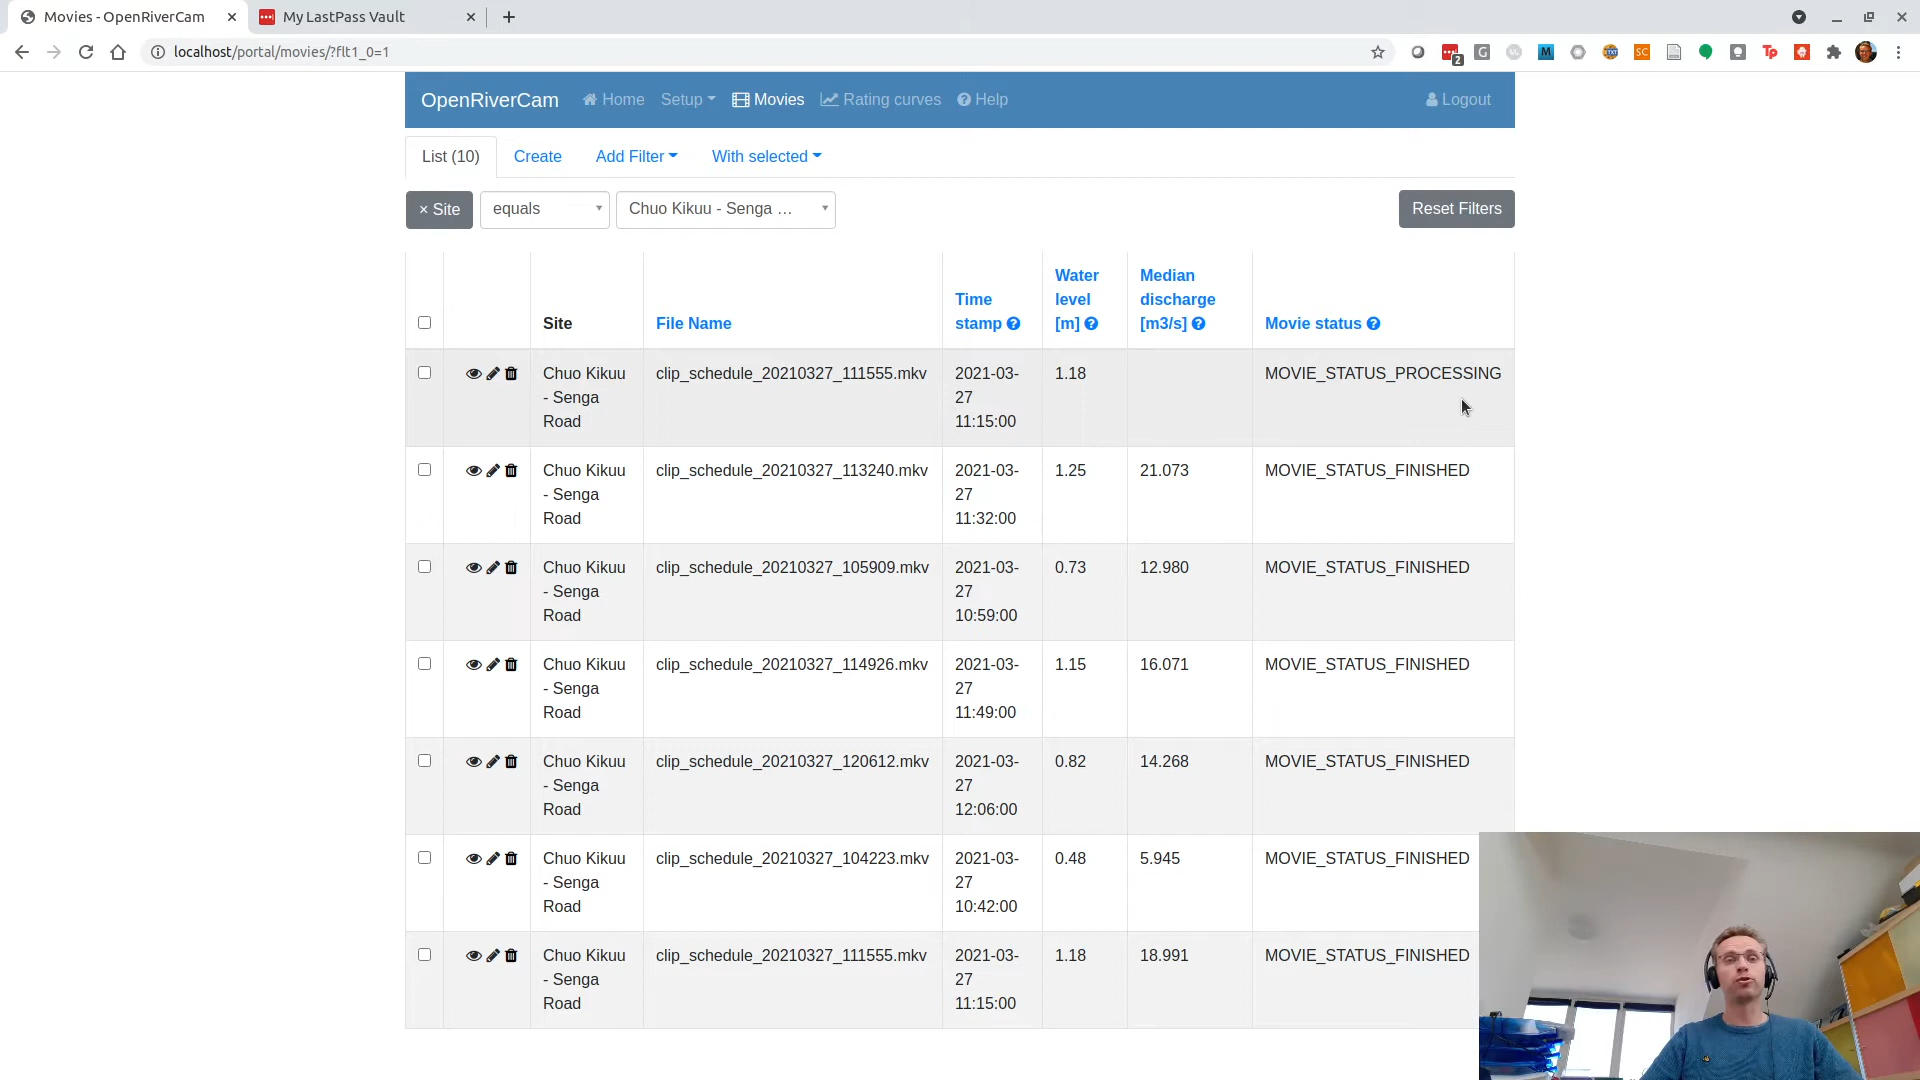 Movies - OpenRiverCam
My LastPass Vault
localhost/portal/movies/?flt1_0=1
2
OpenRiverCam Home Setup Movies Rating curves Help Logout
List (10) Create Add Filter With selected
× Site equals Chuo Kikuu - Senga ... Reset Filters
Site
File Name
Time
stamp
Water
level
[m]
Median
discharge
[m3/s]
Movie status
Chuo Kikuu
- Senga
Road
clip_schedule_20210327_111555.mkv
2021-03-
27
11:15:00
1.18
MOVIE_STATUS_PROCESSING
Chuo Kikuu
- Senga
Road
clip_schedule_20210327_113240.mkv
2021-03-
27
11:32:00
1.25
21.073
MOVIE_STATUS_FINISHED
Chuo Kikuu
- Senga
Road
clip_schedule_20210327_105909.mkv
2021-03-
27
10:59:00
0.73
12.980
MOVIE_STATUS_FINISHED
Chuo Kikuu
- Senga
Road
clip_schedule_20210327_114926.mkv
2021-03-
27
11:49:00
1.15
16.071
MOVIE_STATUS_FINISHED
Chuo Kikuu
- Senga
Road
clip_schedule_20210327_120612.mkv
2021-03-
27
12:06:00
0.82
14.268
MOVIE_STATUS_FINISHED
Chuo Kikuu
- Senga
Road
clip_schedule_20210327_104223.mkv
2021-03-
27
10:42:00
0.48
5.945
MOVIE_STATUS_FINISHED
Chuo Kikuu
- Senga
Road
clip_schedule_20210327_111555.mkv
2021-03-
27
11:15:00
1.18
18.991
MOVIE_STATUS_FINISHED